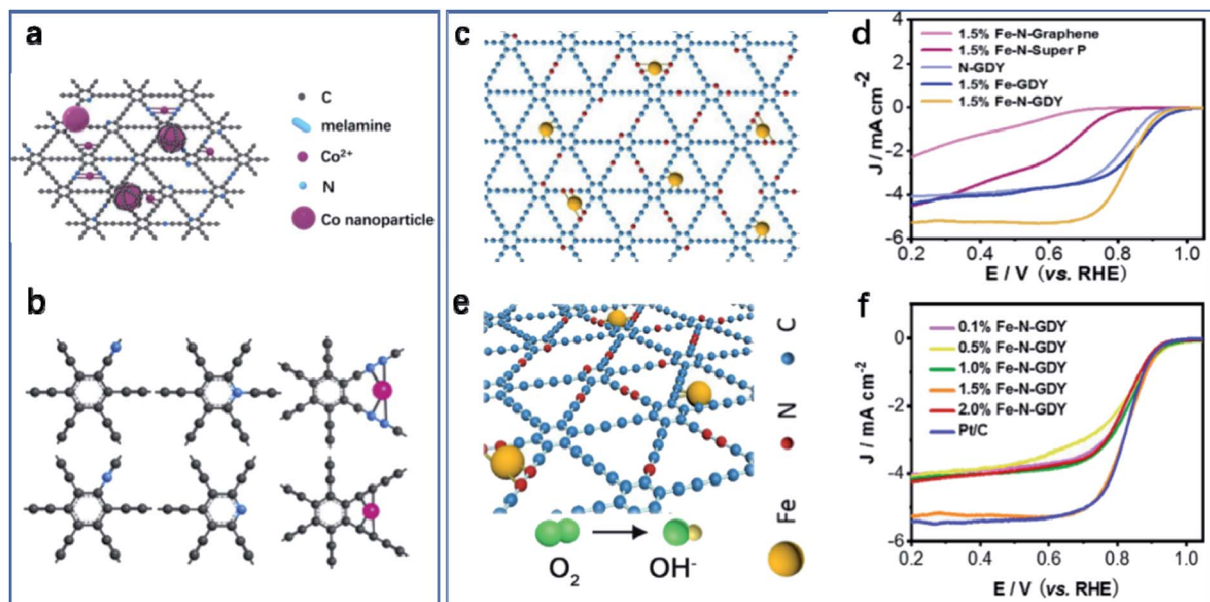 a
C
melamine
Co²⁺
N
Co nanoparticle
b
c
d
1.5% Fe-N-Graphene
1.5% Fe-N-Super P
N-GDY
1.5% Fe-GDY
1.5% Fe-N-GDY
J / mA cm⁻²
0
-2
-4
-6
0.2 0.4 0.6 0.8 1.0
E / V (vs. RHE)
e
C
N
Fe
O₂
OH⁻
f
0.1% Fe-N-GDY
0.5% Fe-N-GDY
1.0% Fe-N-GDY
1.5% Fe-N-GDY
2.0% Fe-N-GDY
Pt/C
J / mA cm⁻²
0
-2
-4
-6
0.2 0.4 0.6 0.8 1.0
E / V (vs. RHE)